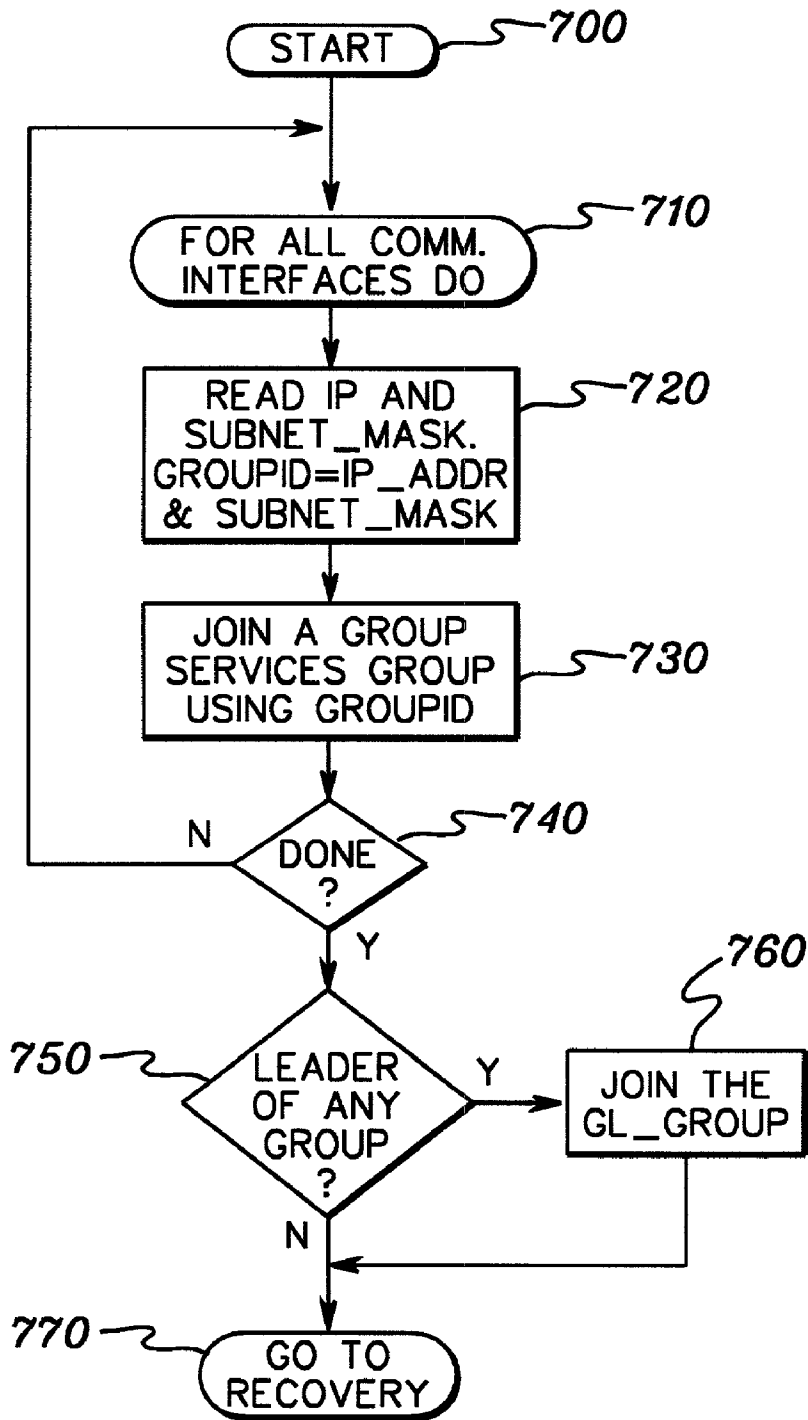 START
700
FOR ALL COMM.
INTERFACES DO
710
READ IP AND
SUBNET_MASK.
GROUPID=IP_ADDR
& SUBNET_MASK
720
JOIN A GROUP
SERVICES GROUP
USING GROUPID
730
N
DONE
?
740
Y
750
LEADER
OF ANY
GROUP
?
Y
760
JOIN THE
GL_GROUP
N
770
GO TO
RECOVERY